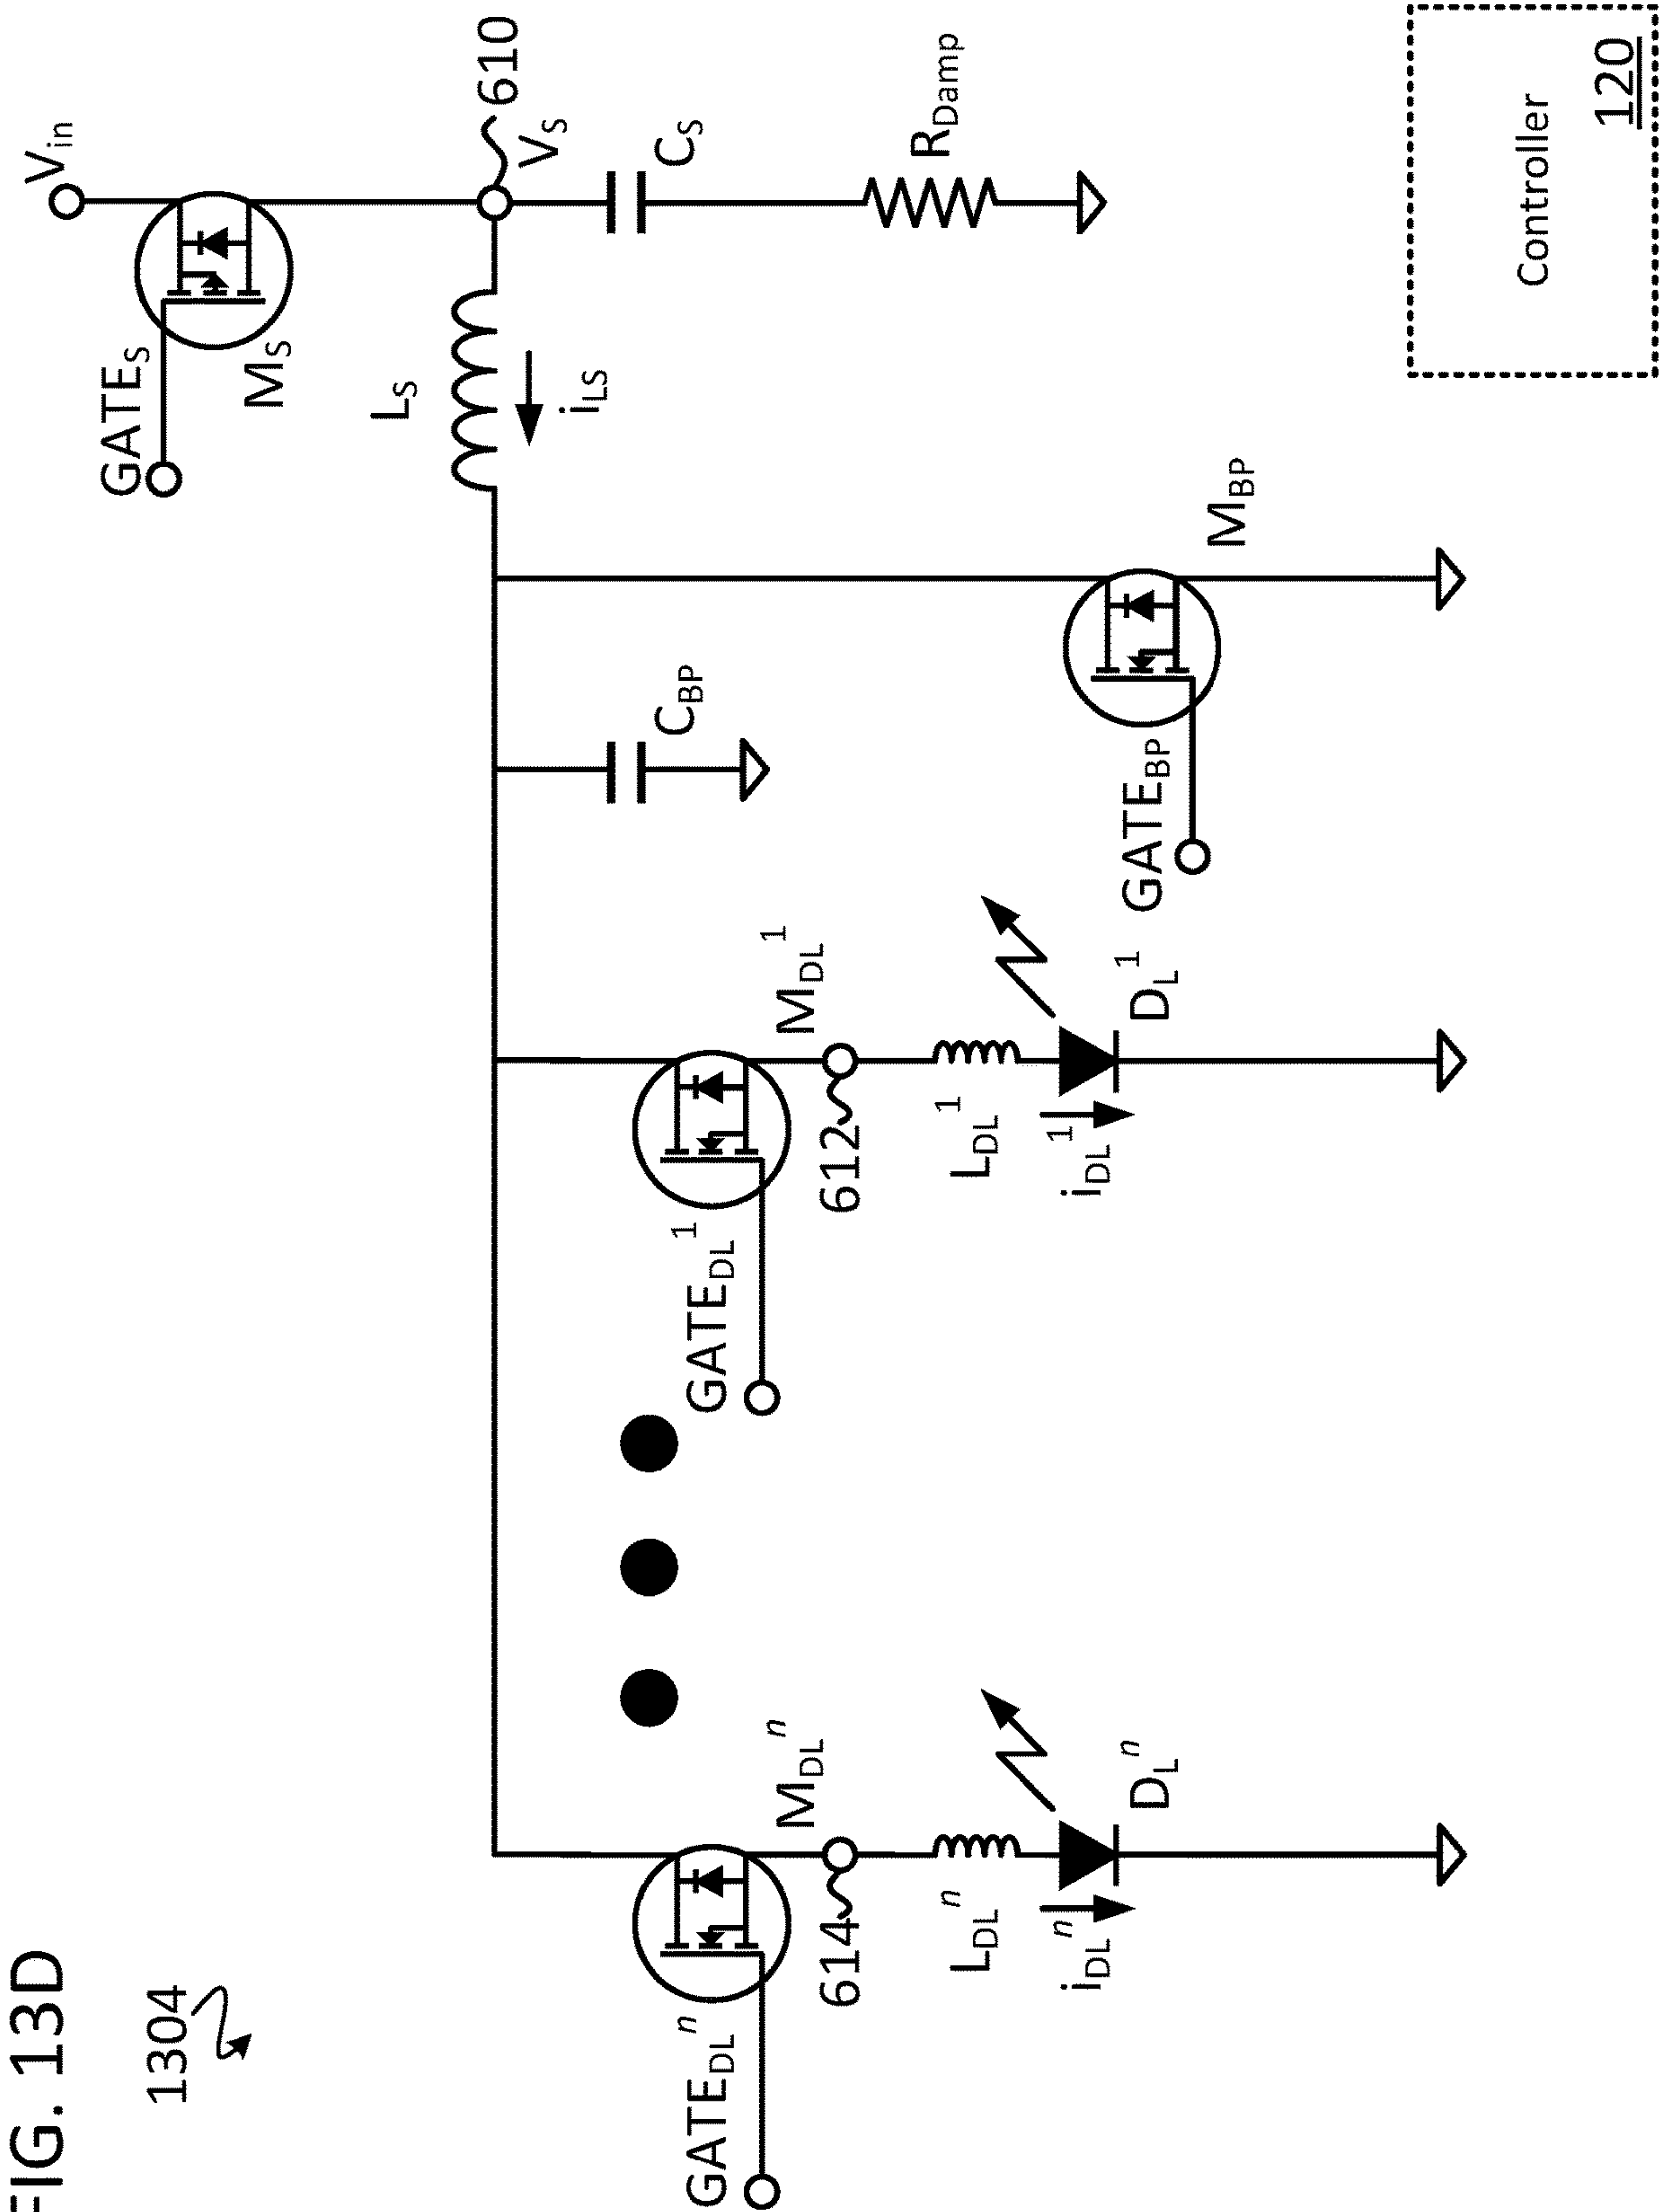 FIG. 13D
1304
V_in
GATE_S
M_S
610
V_S
L_S
i_LS
C_S
R_Damp
C_BP
GATE_BP
M_BP
GATE_DL^1
M_DL^1
612
L_DL^1
i_DL^1
D_L^1
GATE_DL^n
M_DL^n
614
L_DL^n
i_DL^n
D_L^n
Controller
120